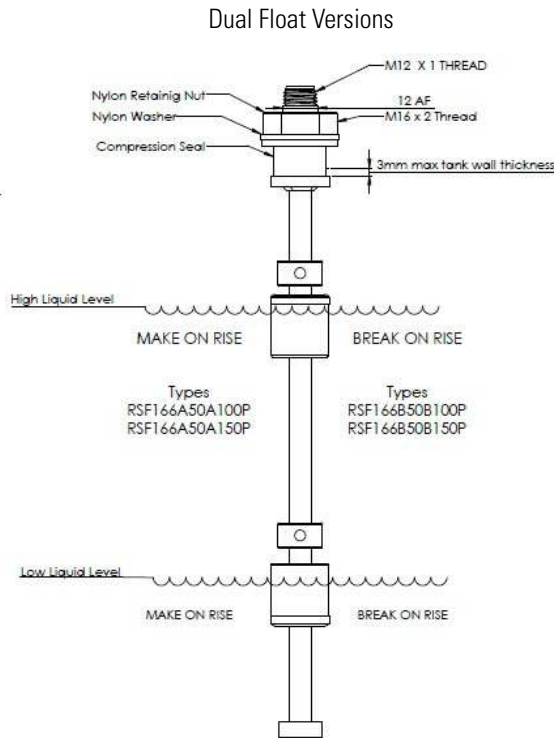 Dual Float Versions
M12 X 1 THREAD
Nylon Retainig Nut
12 AF
Nylon Washer
M16 x 2 Thread
Compression Seal
3mm max tank wall thickness
High Liquid Level
MAKE ON RISE
BREAK ON RISE
Types
RSF166A50A100P
RSF166A50A150P
Types
RSF166B50B100P
RSF166B50B150P
Low Liquid Level
MAKE ON RISE
BREAK ON RISE